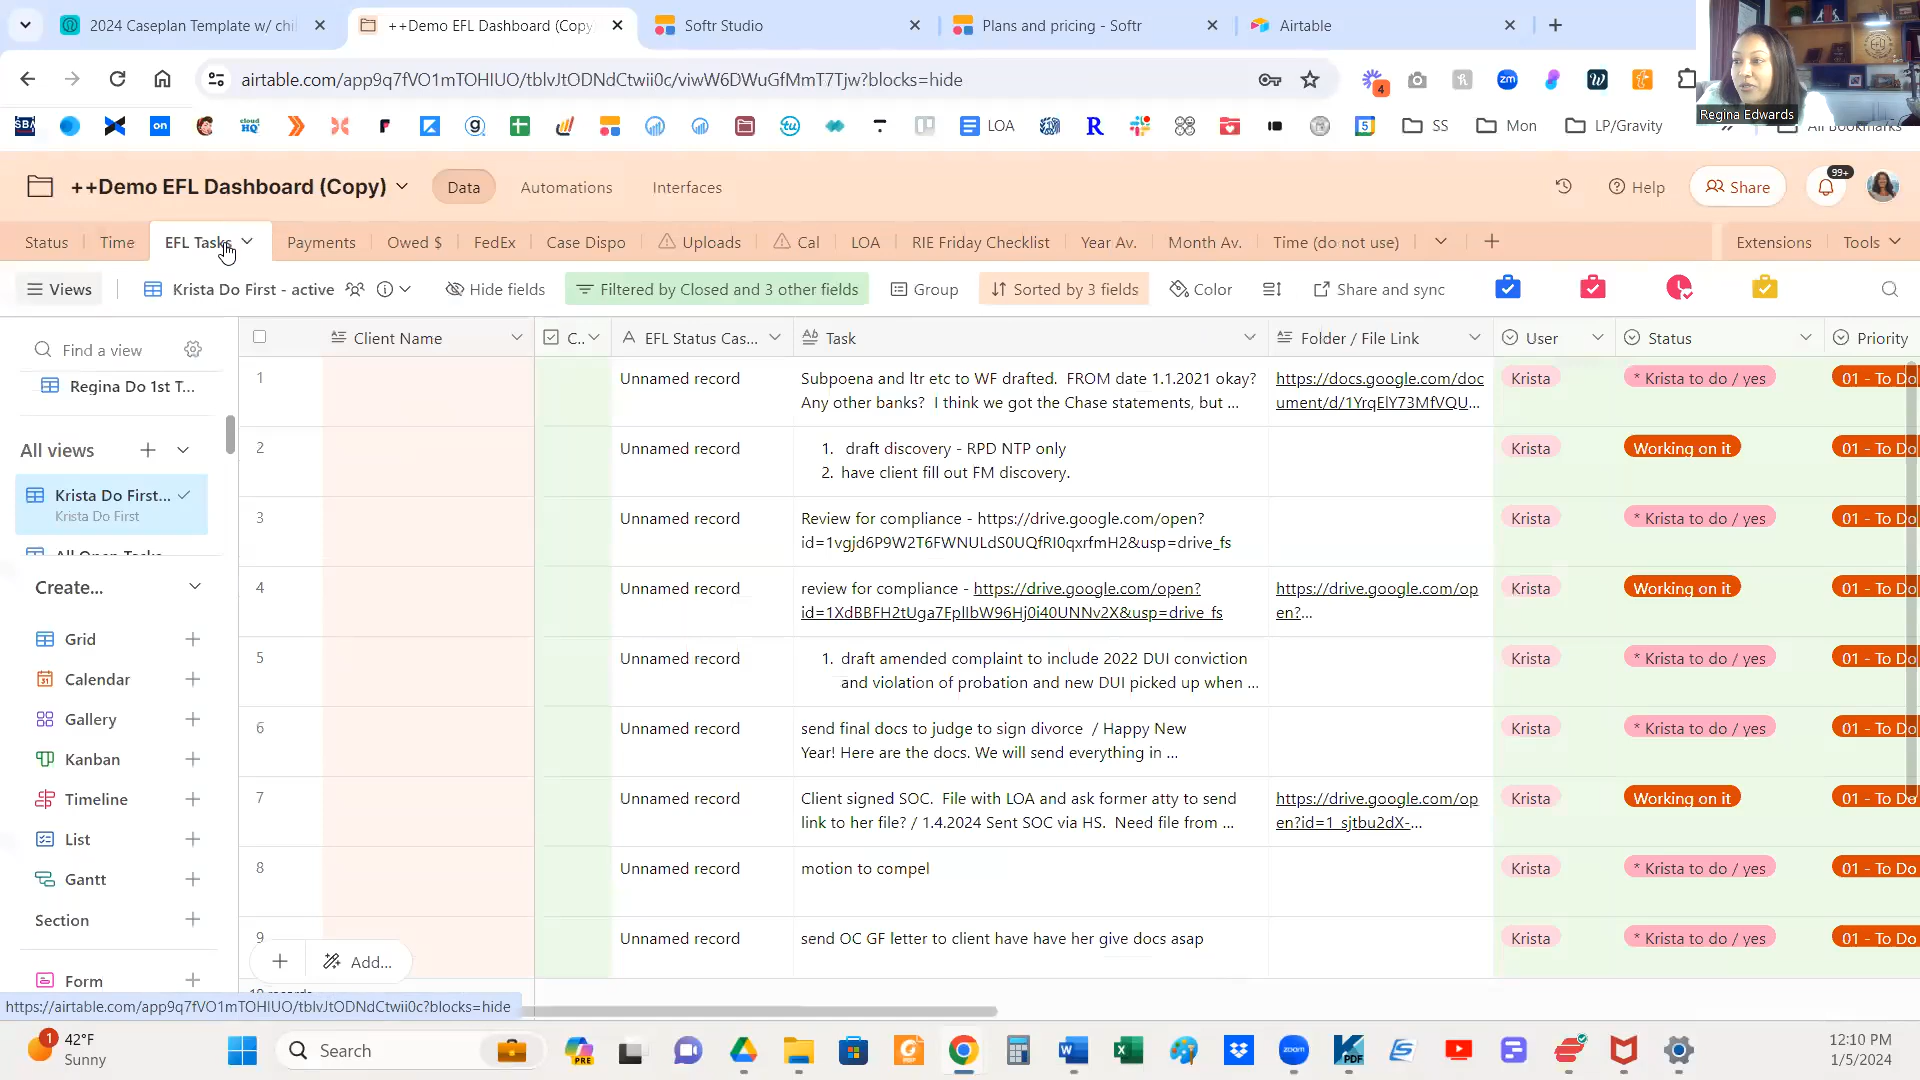 2024 Caseplan Template w/ chi
++Demo EFL Dashboard (Copy)
Softr Studio
Plans and pricing - Softr
Airtable
airtable.com/app9q7fVO1mTOHIUO/tblvJtODNdCtwii0c/viwW6DWuGfMmT7Tjw?blocks=hide
4
zm
Regina Edwards
SBA
on
cloud HQ
LOA
SS
Mon
LP/Gravity
All Bookmarks
++Demo EFL Dashboard (Copy)
Data
Automations
Interfaces
Help
Share
99+
Status
Time
EFL Tasks
Payments
Owed $
FedEx
Case Dispo
Uploads
Cal
LOA
RIE Friday Checklist
Year Av.
Month Av.
Time (do not use)
Extensions
Tools
Views
Krista Do First - active
Hide fields
Filtered by Closed and 3 other fields
Group
Sorted by 3 fields
Color
Share and sync
Find a view
Regina Do 1st T...
All views
Krista Do First...
Krista Do First
All Open Tasks
Create...
Grid
Calendar
Gallery
Kanban
Timeline
List
Gantt
Section
Form
Client Name
C..
EFL Status Cas...
Task
Folder / File Link
User
Status
Priority
1
Unnamed record
Subpoena and ltr etc to WF drafted. FROM date 1.1.2021 okay?
Any other banks? I think we got the Chase statements, but ...
https://docs.google.com/doc
ument/d/1YrqElY73MfVQU...
Krista
* Krista to do / yes
01 - To Do
2
Unnamed record
1. draft discovery - RPD NTP only
2. have client fill out FM discovery.
Krista
Working on it
01 - To Do
3
Unnamed record
Review for compliance - https://drive.google.com/open?
id=1vgjd6P9W2T6FWNULdS0UQfRI0qxrfmH2&usp=drive_fs
Krista
* Krista to do / yes
01 - To Do
4
Unnamed record
review for compliance - https://drive.google.com/open?
id=1XdBBFH2tUga7FplIbW96Hj0i40UNNv2X&usp=drive_fs
https://drive.google.com/op
en?...
Krista
Working on it
01 - To Do
5
Unnamed record
1. draft amended complaint to include 2022 DUI conviction
and violation of probation and new DUI picked up when ...
Krista
* Krista to do / yes
01 - To Do
6
Unnamed record
send final docs to judge to sign divorce / Happy New
Year! Here are the docs. We will send everything in ...
Krista
* Krista to do / yes
01 - To Do
7
Unnamed record
Client signed SOC. File with LOA and ask former atty to send
link to her file? / 1.4.2024 Sent SOC via HS. Need file from ...
https://drive.google.com/op
en?id=1_sjtbu2dX-...
Krista
Working on it
01 - To Do
8
Unnamed record
motion to compel
Krista
* Krista to do / yes
01 - To Do
9
Unnamed record
send OC GF letter to client have have her give docs asap
Krista
* Krista to do / yes
01 - To Do
Add...
https://airtable.com/app9q7fVO1mTOHIUO/tblvJtODNdCtwii0c?blocks=hide
1
42°F
Sunny
Search
PRE
zoom
PDF
12:10 PM
1/5/2024